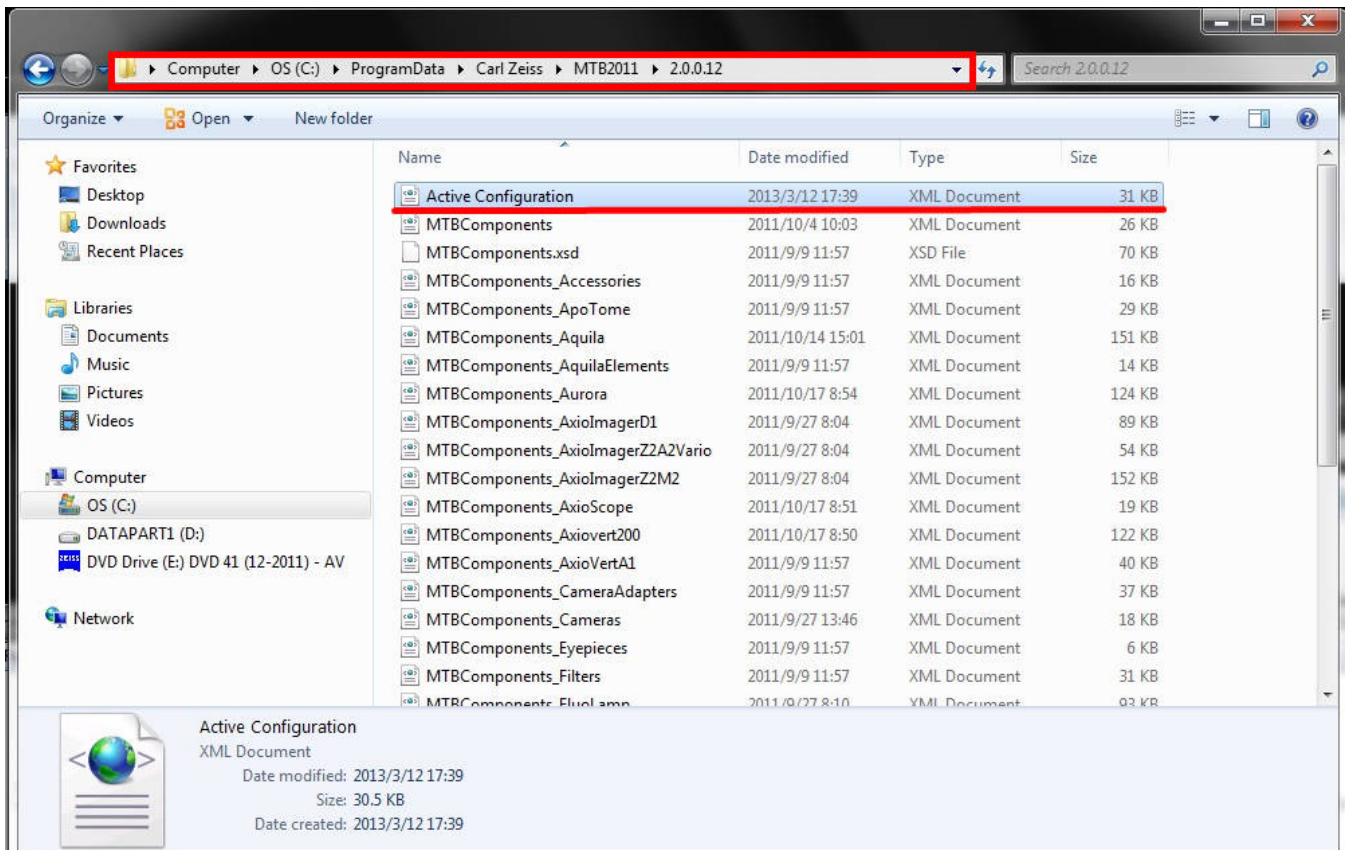 Computer ▸ OS (C:) ▸ ProgramData ▸ Carl Zeiss ▸ MTB2011 ▸ 2.0.0.12 Search 2.0.0.12
Organize Open New folder
Name Date modified Type Size
Favorites
Desktop
Downloads
Recent Places
Libraries
Documents
Music
Pictures
Videos
Computer
OS (C:)
DATAPART1 (D:)
ZEISS DVD Drive (E:) DVD 41 (12-2011) - AV
Network
Active Configuration 2013/3/12 17:39 XML Document 31 KB
MTBComponents 2011/10/4 10:03 XML Document 26 KB
MTBComponents.xsd 2011/9/9 11:57 XSD File 70 KB
MTBComponents_Accessories 2011/9/9 11:57 XML Document 16 KB
MTBComponents_ApoTome 2011/9/9 11:57 XML Document 29 KB
MTBComponents_Aquila 2011/10/14 15:01 XML Document 151 KB
MTBComponents_AquilaElements 2011/9/9 11:57 XML Document 14 KB
MTBComponents_Aurora 2011/10/17 8:54 XML Document 124 KB
MTBComponents_AxioImagerD1 2011/9/27 8:04 XML Document 89 KB
MTBComponents_AxioImagerZ2A2Vario 2011/9/27 8:04 XML Document 54 KB
MTBComponents_AxioImagerZ2M2 2011/9/27 8:04 XML Document 152 KB
MTBComponents_AxioScope 2011/10/17 8:51 XML Document 19 KB
MTBComponents_Axiovert200 2011/10/17 8:50 XML Document 122 KB
MTBComponents_AxioVertA1 2011/9/9 11:57 XML Document 40 KB
MTBComponents_CameraAdapters 2011/9/9 11:57 XML Document 37 KB
MTBComponents_Cameras 2011/9/27 13:46 XML Document 18 KB
MTBComponents_Eyepieces 2011/9/9 11:57 XML Document 6 KB
MTBComponents_Filters 2011/9/9 11:57 XML Document 31 KB
MTBComponents_FluoLamp 2011/9/27 8:10 XML Document 93 KB
Active Configuration
XML Document
Date modified: 2013/3/12 17:39
Size: 30.5 KB
Date created: 2013/3/12 17:39